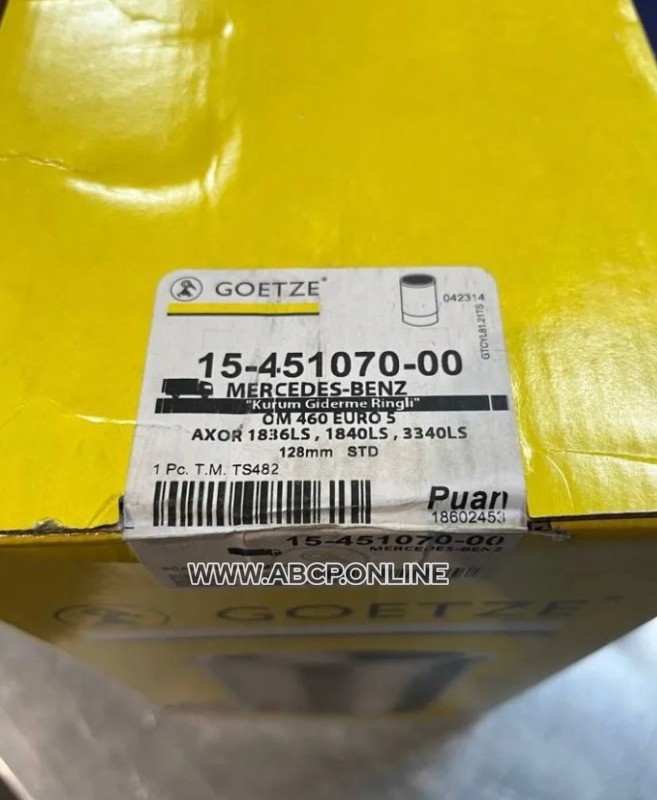 GOETZE®
042314
GTCYL81.21TS
15-451070-00
MERCEDES-BENZ
"Kurum Giderme Ringli"
OM 460 EURO 5
AXOR 1836LS , 1840LS , 3340LS
128mm STD
1 Pc. T.M. TS482
Puan
18602453
15-451070-00
MERCEDES-BENZ
WWW.ABCP.ONLINE
GOETZE®